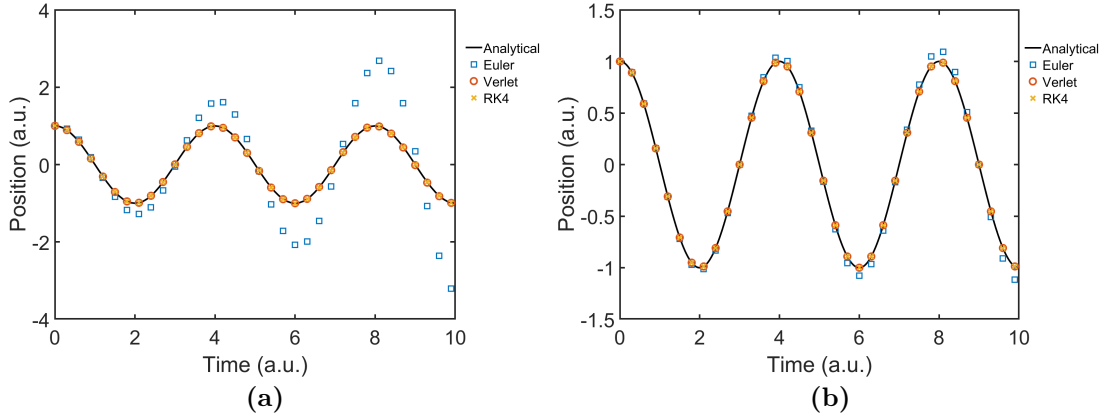 4
2
0
-2
-4
0
2
4
6
8
10
Position (a.u.)
Time (a.u.)
Analytical
Euler
Verlet
RK4
(a)
1.5
1
0.5
0
-0.5
-1
-1.5
0
2
4
6
8
10
Position (a.u.)
Time (a.u.)
Analytical
Euler
Verlet
RK4
(b)